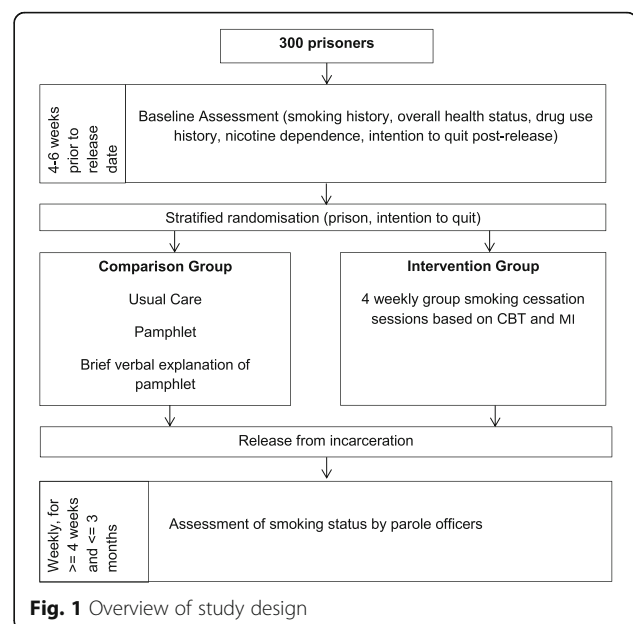 300 prisoners
4-6 weeks
prior to
release
date
Baseline Assessment (smoking history, overall health status, drug use
history, nicotine dependence, intention to quit post-release)
Stratified randomisation (prison, intention to quit)
Comparison Group
Usual Care
Pamphlet
Brief verbal explanation of
pamphlet
Intervention Group
4 weekly group smoking cessation
sessions based on CBT and MI
Release from incarceration
Weekly, for
>= 4 weeks
and <= 3
months
Assessment of smoking status by parole officers
Fig. 1 Overview of study design